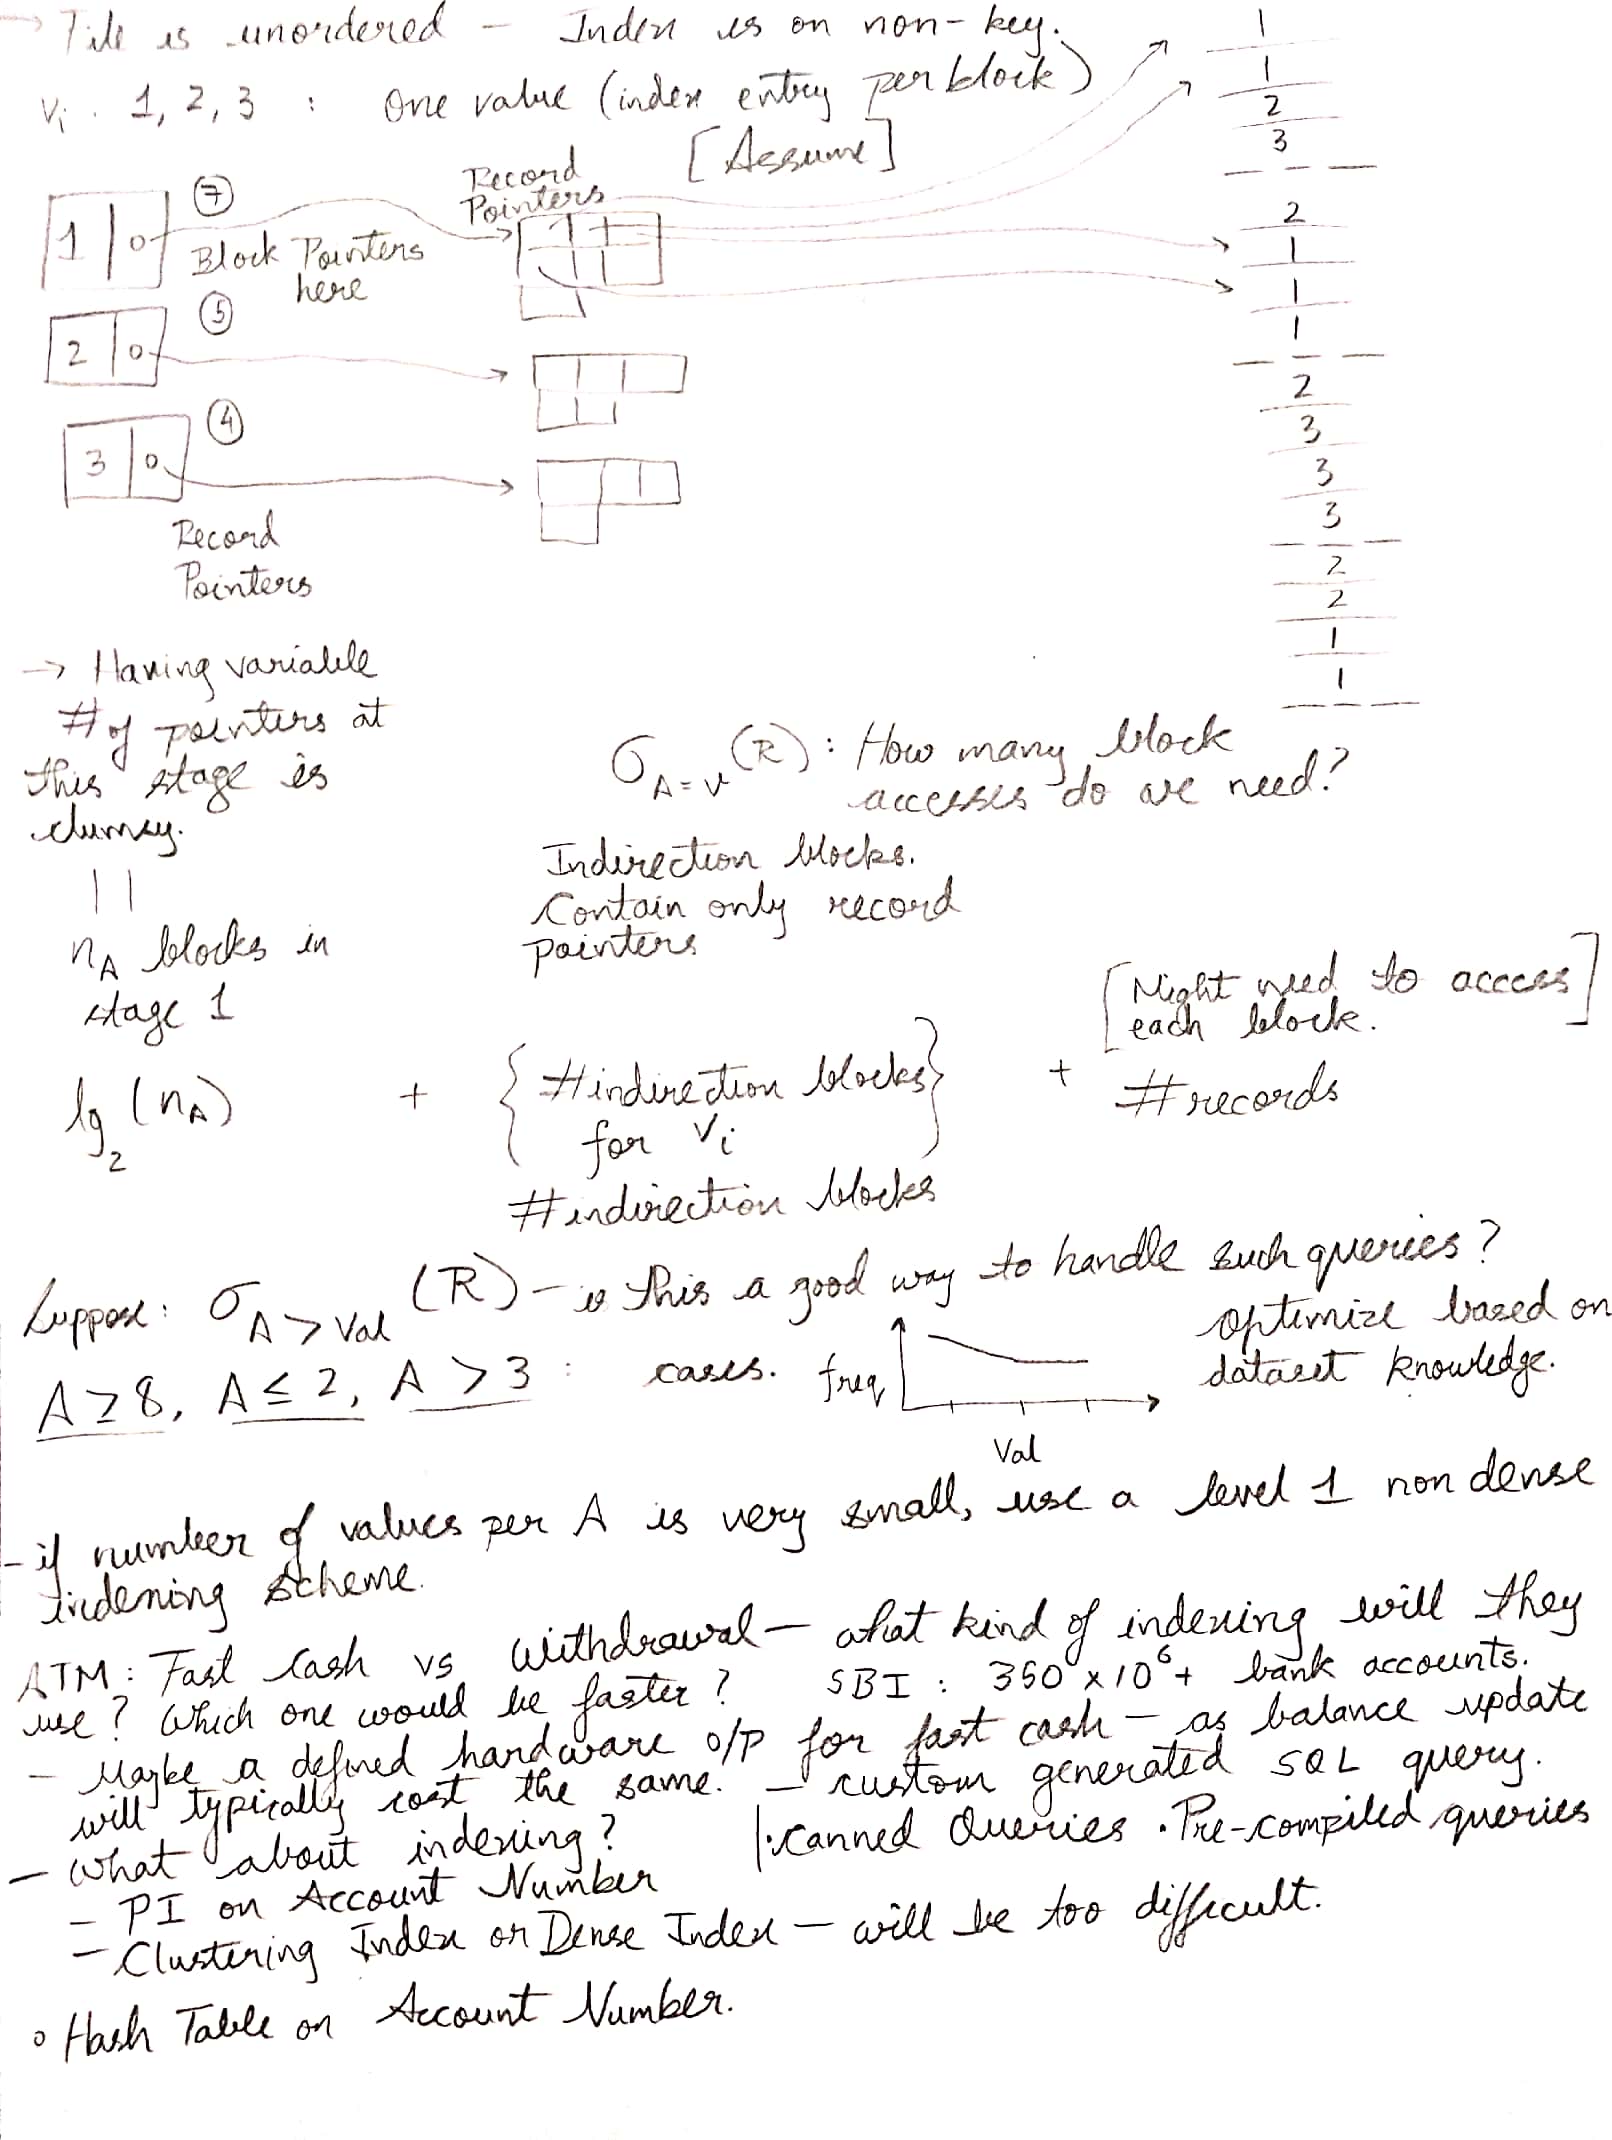 → File is unordered – Index is on non-key.
Vi . 1, 2, 3 : One value (index entry per block)
[Assume]
1 0
7
Block Pointers
here
Record
Pointers
2 0
5
3 0
4
Record
Pointers
1
1
2
3
2
1
1
1
2
3
3
3
2
2
1
1
→ Having variable
# of pointers at
this stage is
clumsy.
||
nA blocks in
stage 1
σA=v (R) : How many block
accesses do we need?
Indirection blocks.
Contain only record
pointers
[Might need to access
each block.]
lg2 (nA) + {#indirection blocks
for Vi} + #records
#indirection blocks
Suppose: σA>Val (R) – is this a good way to handle such queries?
A ≥ 8, A ≤ 2, A > 3 : cases.
freq
Val
optimize based on
dataset knowledge.
- if number of values per A is very small, use a level 1 non dense
indexing scheme.
ATM : Fast Cash vs Withdrawal – what kind of indexing will they
use? Which one would be faster? SBI : 350 x 10^6 + bank accounts.
- Maybe a defined hardware o/p for fast cash – as balance update
will typically cost the same. – custom generated SQL query.
- What about indexing? |: Canned Queries . Pre-compiled queries
- PI on Account Number
- Clustering Index or Dense Index – will be too difficult.
o Hash Table on Account Number.